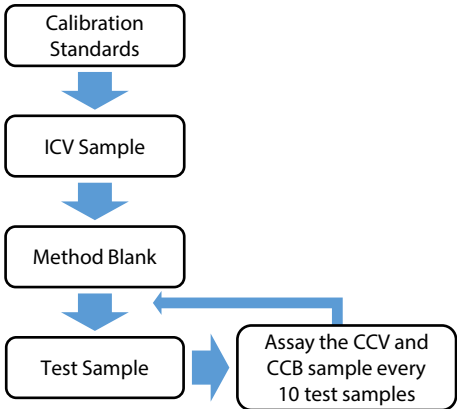 Calibration
Standards
ICV Sample
Method Blank
Test Sample
Assay the CCV and
CCB sample every
10 test samples